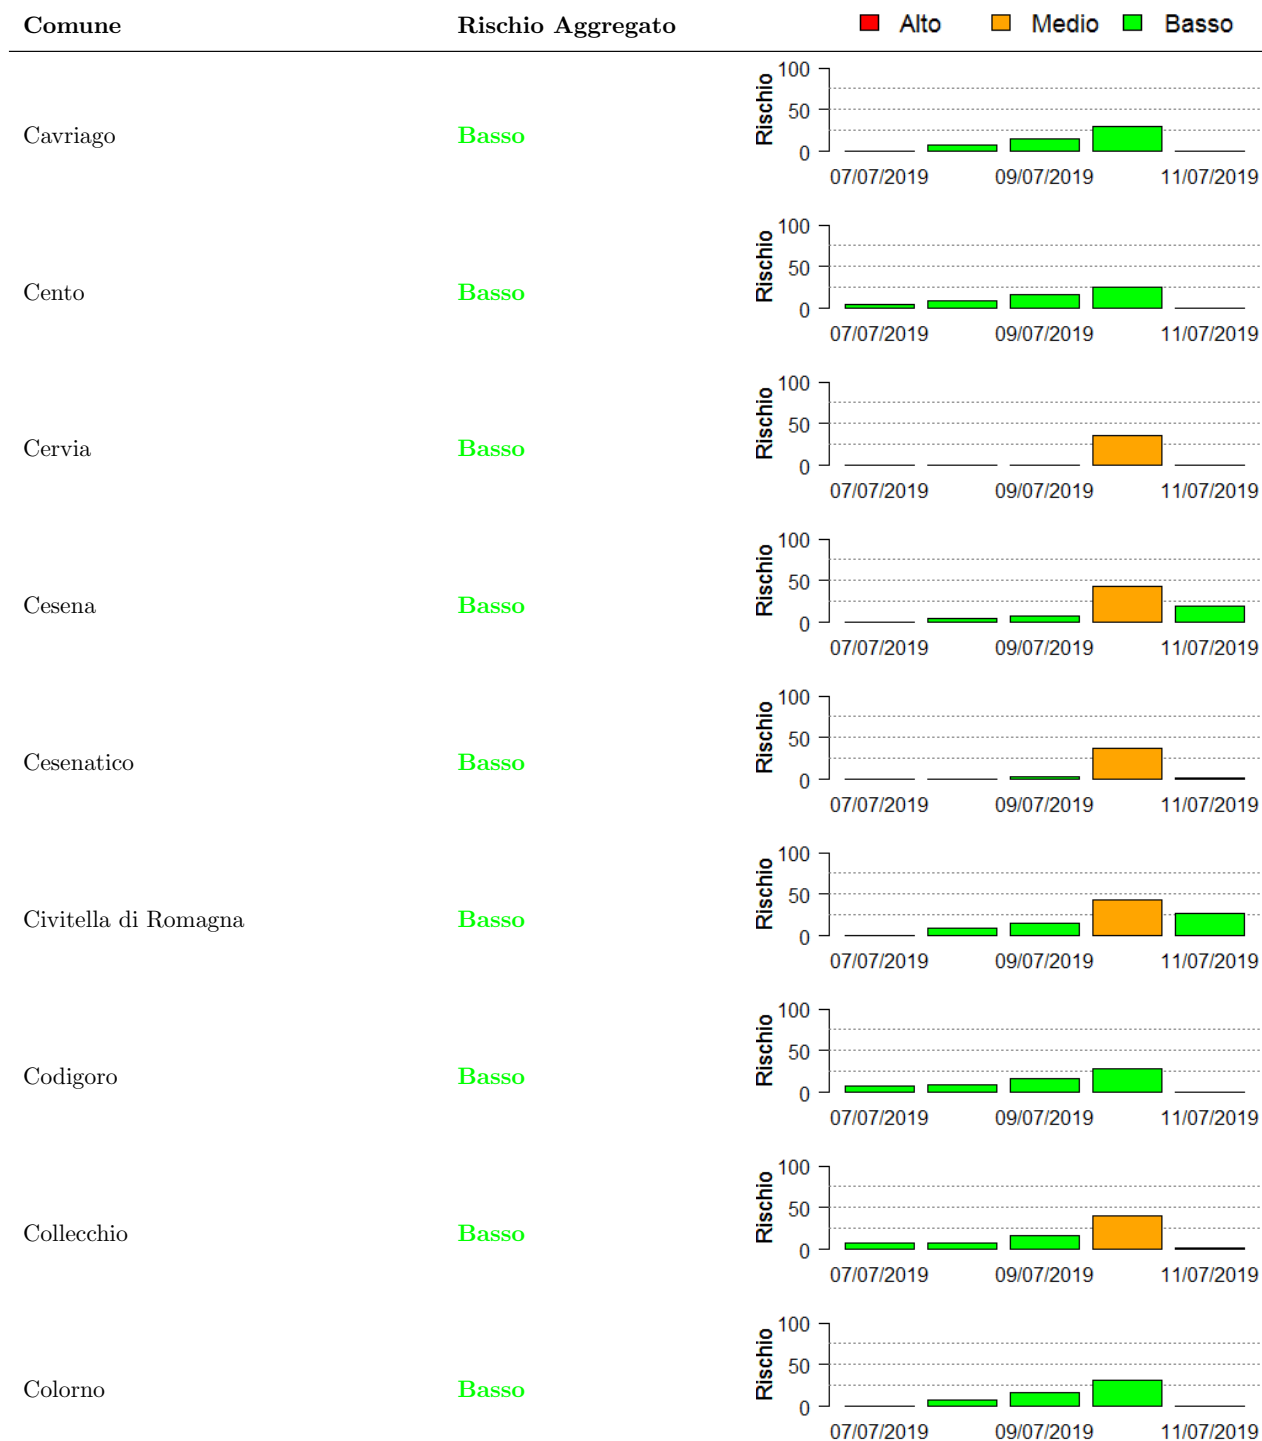 Comune Rischio Aggregato Alto Medio Basso
Cavriago Basso Rischio 100 50 0
07/07/2019 09/07/2019 11/07/2019
Cento Basso Rischio 100 50 0
07/07/2019 09/07/2019 11/07/2019
Cervia Basso Rischio 100 50 0
07/07/2019 09/07/2019 11/07/2019
Cesena Basso Rischio 100 50 0
07/07/2019 09/07/2019 11/07/2019
Cesenatico Basso Rischio 100 50 0
07/07/2019 09/07/2019 11/07/2019
Civitella di Romagna Basso Rischio 100 50 0
07/07/2019 09/07/2019 11/07/2019
Codigoro Basso Rischio 100 50 0
07/07/2019 09/07/2019 11/07/2019
Collecchio Basso Rischio 100 50 0
07/07/2019 09/07/2019 11/07/2019
Colorno Basso Rischio 100 50 0
07/07/2019 09/07/2019 11/07/2019